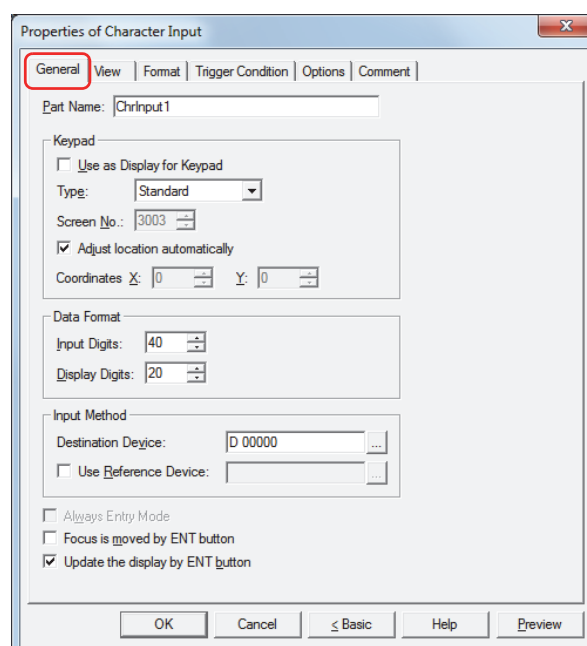 Properties of Character Input
General View Format Trigger Condition Options Comment
Part Name: ChrInput1
Keypad
Use as Display for Keypad
Type: Standard
Screen No.: 3003
Adjust location automatically
Coordinates X: 0 Y: 0
Data Format
Input Digits: 40
Display Digits: 20
Input Method
Destination Device: D 00000 ...
Use Reference Device: ...
Always Entry Mode
Focus is moved by ENT button
Update the display by ENT button
OK Cancel < Basic Help Preview